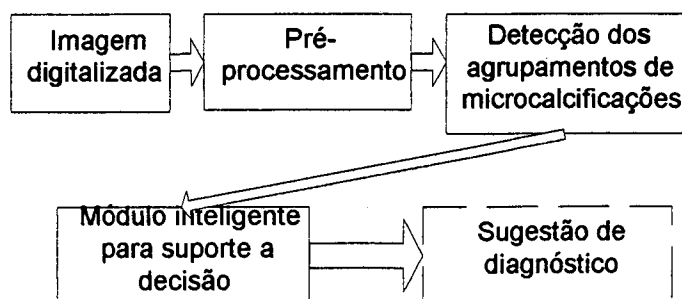 Imagem
digitalizada
Pré-
processamento
Detecção dos
agrupamentos de
microcalcificações
Módulo inteligente
para suporte a
decisão
Sugestão de
diagnóstico